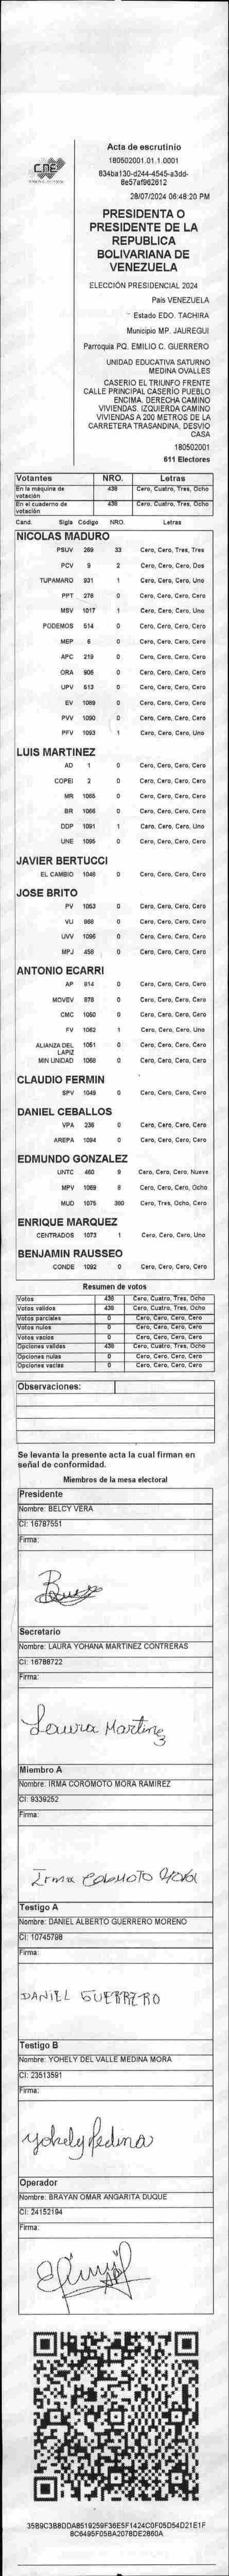 CNE
Acta de escrutinio
180502001.01.1.0001
834ba130-d244-4545-a3dd-
8e57af962612
28/07/2024 06:48:20 PM
PRESIDENTA O
PRESIDENTE DE LA
REPUBLICA
BOLIVARIANA DE
VENEZUELA
ELECCIÓN PRESIDENCIAL 2024
País VENEZUELA
Estado EDO. TACHIRA
Municipio MP. JAUREGUI
Parroquia PQ. EMILIO C. GUERRERO
UNIDAD EDUCATIVA SATURNO
MEDINA OVALLES
CASERIO EL TRIUNFO FRENTE
CALLE PRINCIPAL CASERÍO PUEBLO
ENCIMA. DERECHA CAMINO
VIVIENDAS. IZQUIERDA CAMINO
VIVIENDAS A 200 METROS DE LA
CARRETERA TRASANDINA, DESVIO
CASA
180502001
611 Electores
Votantes NRO. Letras
En la máquina de votación 438 Cero, Cuatro, Tres, Ocho
En el cuaderno de votación 438 Cero, Cuatro, Tres, Ocho
Cand. Sigla Código NRO. Letras
NICOLAS MADURO
PSUV 269 33 Cero, Cero, Tres, Tres
PCV 9 2 Cero, Cero, Cero, Dos
TUPAMARO 931 1 Cero, Cero, Cero, Uno
PPT 278 0 Cero, Cero, Cero, Cero
MSV 1017 1 Cero, Cero, Cero, Uno
PODEMOS 514 0 Cero, Cero, Cero, Cero
MEP 6 0 Cero, Cero, Cero, Cero
APC 219 0 Cero, Cero, Cero, Cero
ORA 906 0 Cero, Cero, Cero, Cero
UPV 613 0 Cero, Cero, Cero, Cero
EV 1089 0 Cero, Cero, Cero, Cero
PVV 1090 0 Cero, Cero, Cero, Cero
PFV 1093 1 Cero, Cero, Cero, Uno
LUIS MARTINEZ
AD 1 0 Cero, Cero, Cero, Cero
COPEI 2 0 Cero, Cero, Cero, Cero
MR 1065 0 Cero, Cero, Cero, Cero
BR 1066 0 Cero, Cero, Cero, Cero
DDP 1091 1 Cero, Cero, Cero, Uno
UNE 1095 0 Cero, Cero, Cero, Cero
JAVIER BERTUCCI
EL CAMBIO 1048 0 Cero, Cero, Cero, Cero
JOSE BRITO
PV 1053 0 Cero, Cero, Cero, Cero
VU 968 0 Cero, Cero, Cero, Cero
UVV 1096 0 Cero, Cero, Cero, Cero
MPJ 458 0 Cero, Cero, Cero, Cero
ANTONIO ECARRI
AP 914 0 Cero, Cero, Cero, Cero
MOVEV 878 0 Cero, Cero, Cero, Cero
CMC 1050 0 Cero, Cero, Cero, Cero
FV 1062 1 Cero, Cero, Cero, Uno
ALIANZA DEL LAPIZ 1051 0 Cero, Cero, Cero, Cero
MIN UNIDAD 1058 0 Cero, Cero, Cero, Cero
CLAUDIO FERMIN
SPV 1049 0 Cero, Cero, Cero, Cero
DANIEL CEBALLOS
VPA 236 0 Cero, Cero, Cero, Cero
AREPA 1094 0 Cero, Cero, Cero, Cero
EDMUNDO GONZALEZ
UNTC 460 9 Cero, Cero, Cero, Nueve
MPV 1069 8 Cero, Cero, Cero, Ocho
MUD 1075 380 Cero, Tres, Ocho, Cero
ENRIQUE MARQUEZ
CENTRADOS 1073 1 Cero, Cero, Cero, Uno
BENJAMIN RAUSSEO
CONDE 1092 0 Cero, Cero, Cero, Cero
Resumen de votos
Votos 438 Cero, Cuatro, Tres, Ocho
Votos validos 438 Cero, Cuatro, Tres, Ocho
Votos parciales 0 Cero, Cero, Cero, Cero
Votos nulos 0 Cero, Cero, Cero, Cero
Votos vacios 0 Cero, Cero, Cero, Cero
Opciones validas 438 Cero, Cuatro, Tres, Ocho
Opciones nulas 0 Cero, Cero, Cero, Cero
Opciones vacias 0 Cero, Cero, Cero, Cero
Observaciones:
Se levanta la presente acta la cual firman en
señal de conformidad.
Miembros de la mesa electoral
Presidente
Nombre: BELCY VERA
CI: 16787551
Firma:
Secretario
Nombre: LAURA YOHANA MARTINEZ CONTRERAS
CI: 16788722
Firma:
Laura Martinez
Miembro A
Nombre: IRMA COROMOTO MORA RAMIREZ
CI: 9339252
Firma:
Irma COROMOTO MORA
Testigo A
Nombre: DANIEL ALBERTO GUERRERO MORENO
CI: 10745798
Firma:
DANIEL GUERRERO
Testigo B
Nombre: YOHELY DEL VALLE MEDINA MORA
CI: 23513591
Firma:
Yohely Medina
Operador
Nombre: BRAYAN OMAR ANGARITA DUQUE
CI: 24152194
Firma:
35B9C3B8DDA8519259F36E5F1424C0F05D54D21E1F
8C6495F05BA2078DE2860A